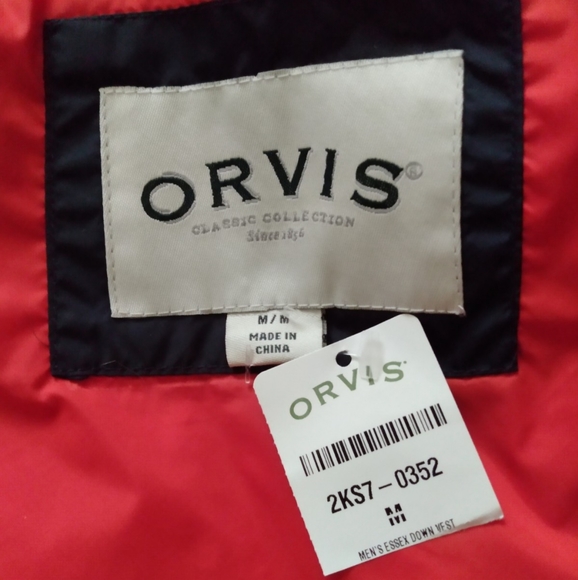 ORVIS®
CLASSIC COLLECTION
Since 1856
M/M
MADE IN
CHINA
ORVIS
2KS7-0352
M
MEN'S ESSEX DOWN VEST